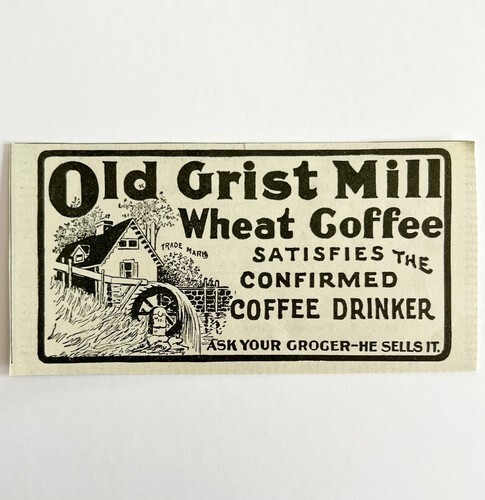 Old Grist Mill
Wheat Coffee
TRADE MARK
SATISFIES THE
CONFIRMED
COFFEE DRINKER
ASK YOUR GROCER-HE SELLS IT.